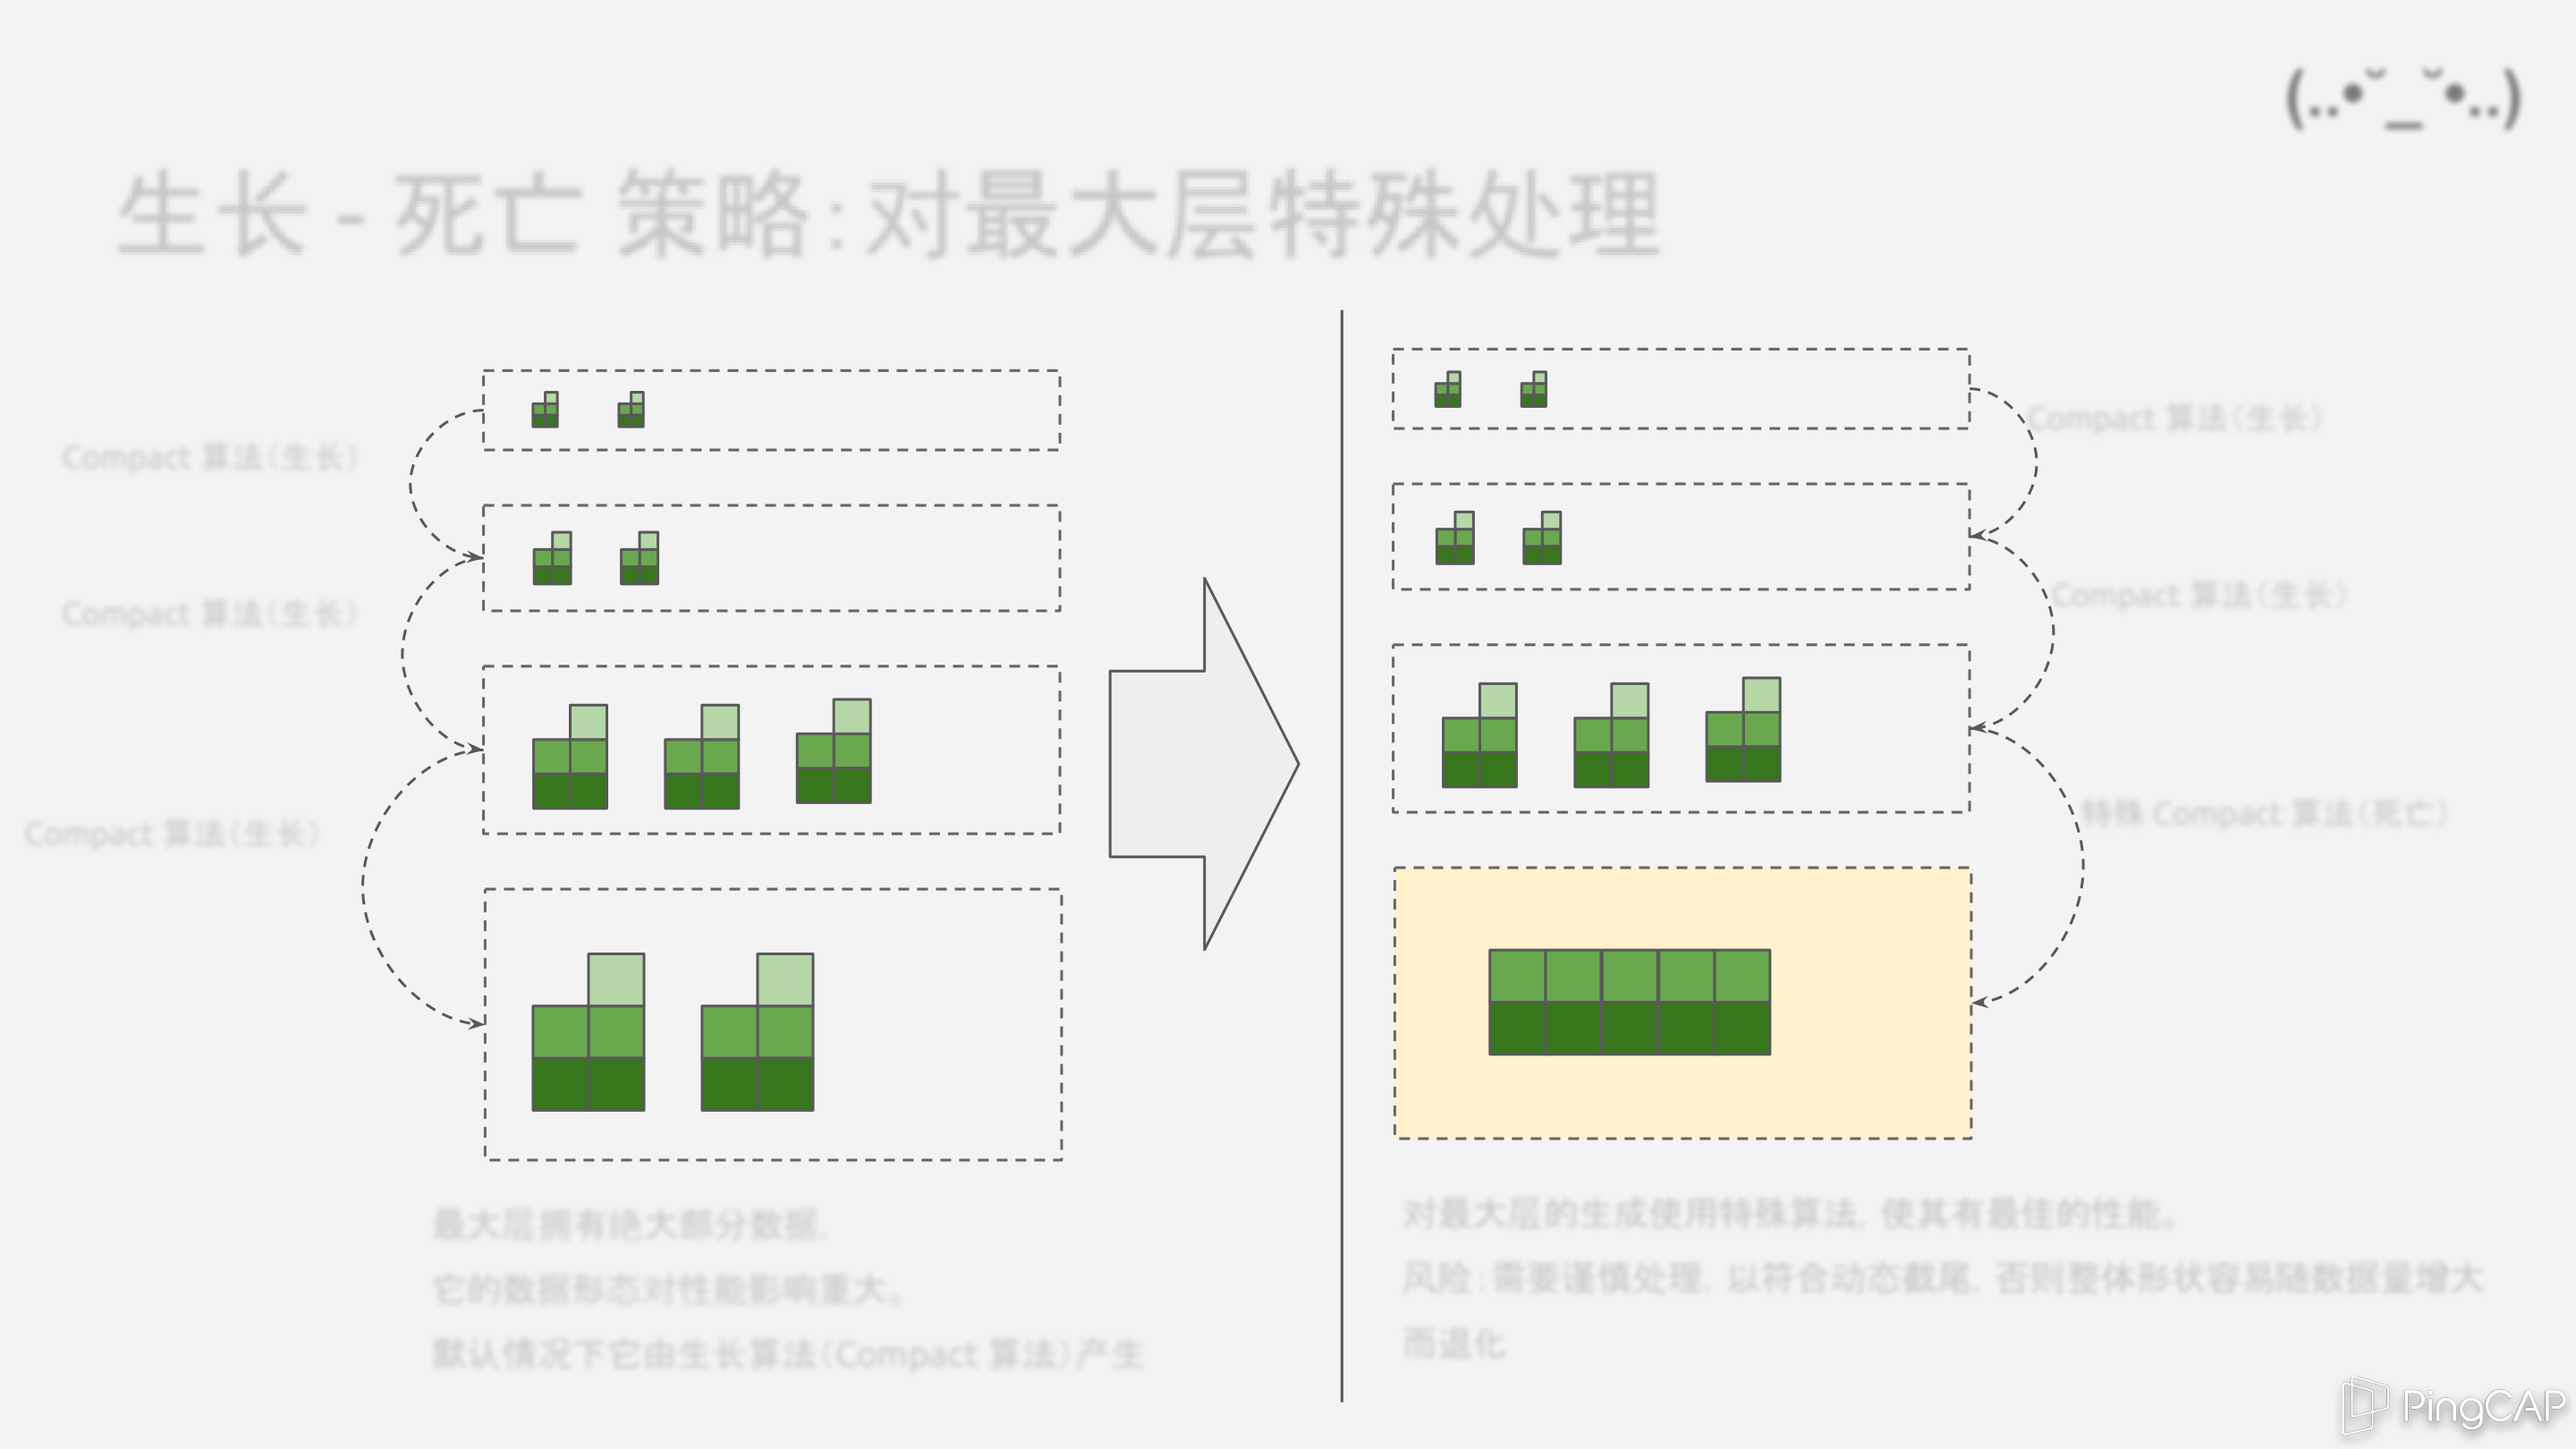 (..•˘_˘•..)
生长 - 死亡 策略：对最大层特殊处理
Compact 算法（生长）
Compact 算法（生长）
Compact 算法（生长）
最大层拥有绝大部分数据，
它的数据形态对性能影响重大。
默认情况下它由生长算法（Compact 算法）产生
Compact 算法（生长）
Compact 算法（生长）
特殊 Compact 算法（死亡）
对最大层的生成使用特殊算法，使其有最佳的性能。
风险：需要谨慎处理，以符合动态截尾，否则整体形状容易随数据量增大
而退化
PingCAP